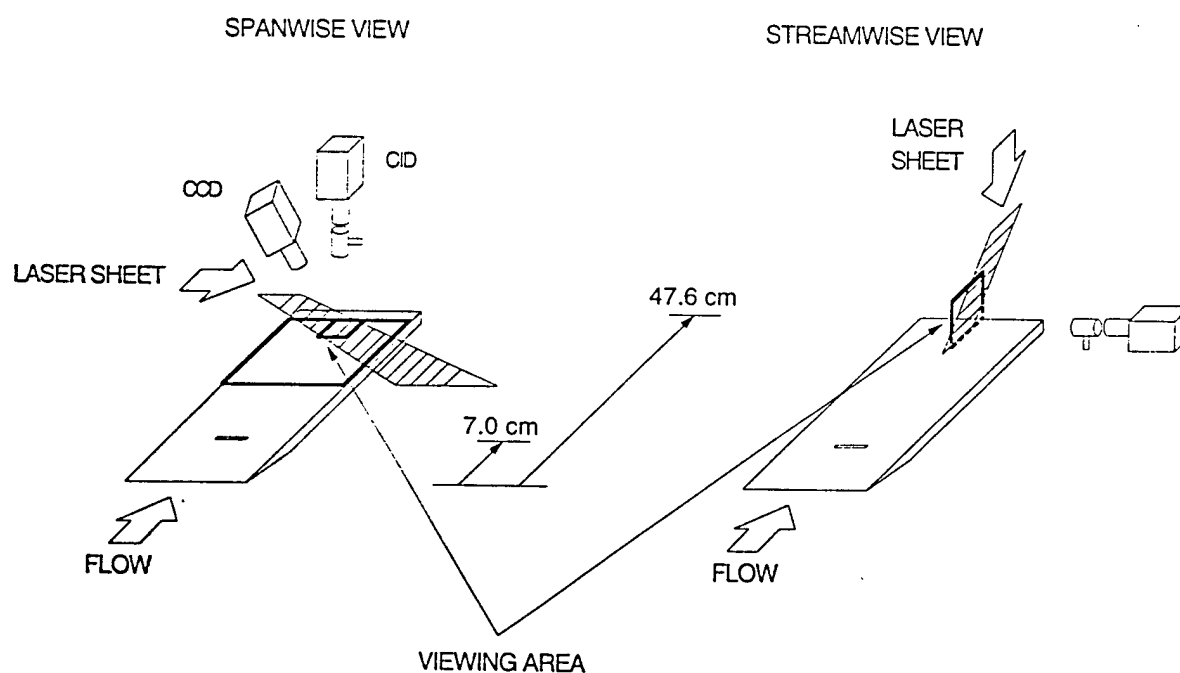 SPANWISE VIEW
STREAMWISE VIEW
LASER
SHEET
CID
CCD
LASER SHEET
47.6 cm
7.0 cm
FLOW
FLOW
VIEWING AREA